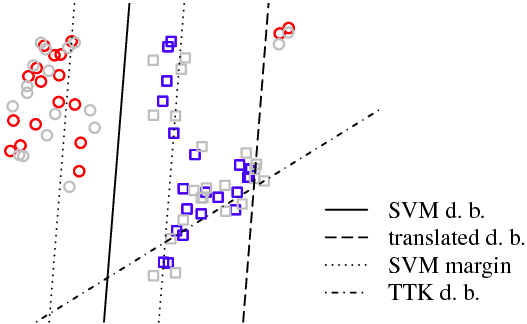 SVM d. b.
translated d. b.
SVM margin
TTK d. b.